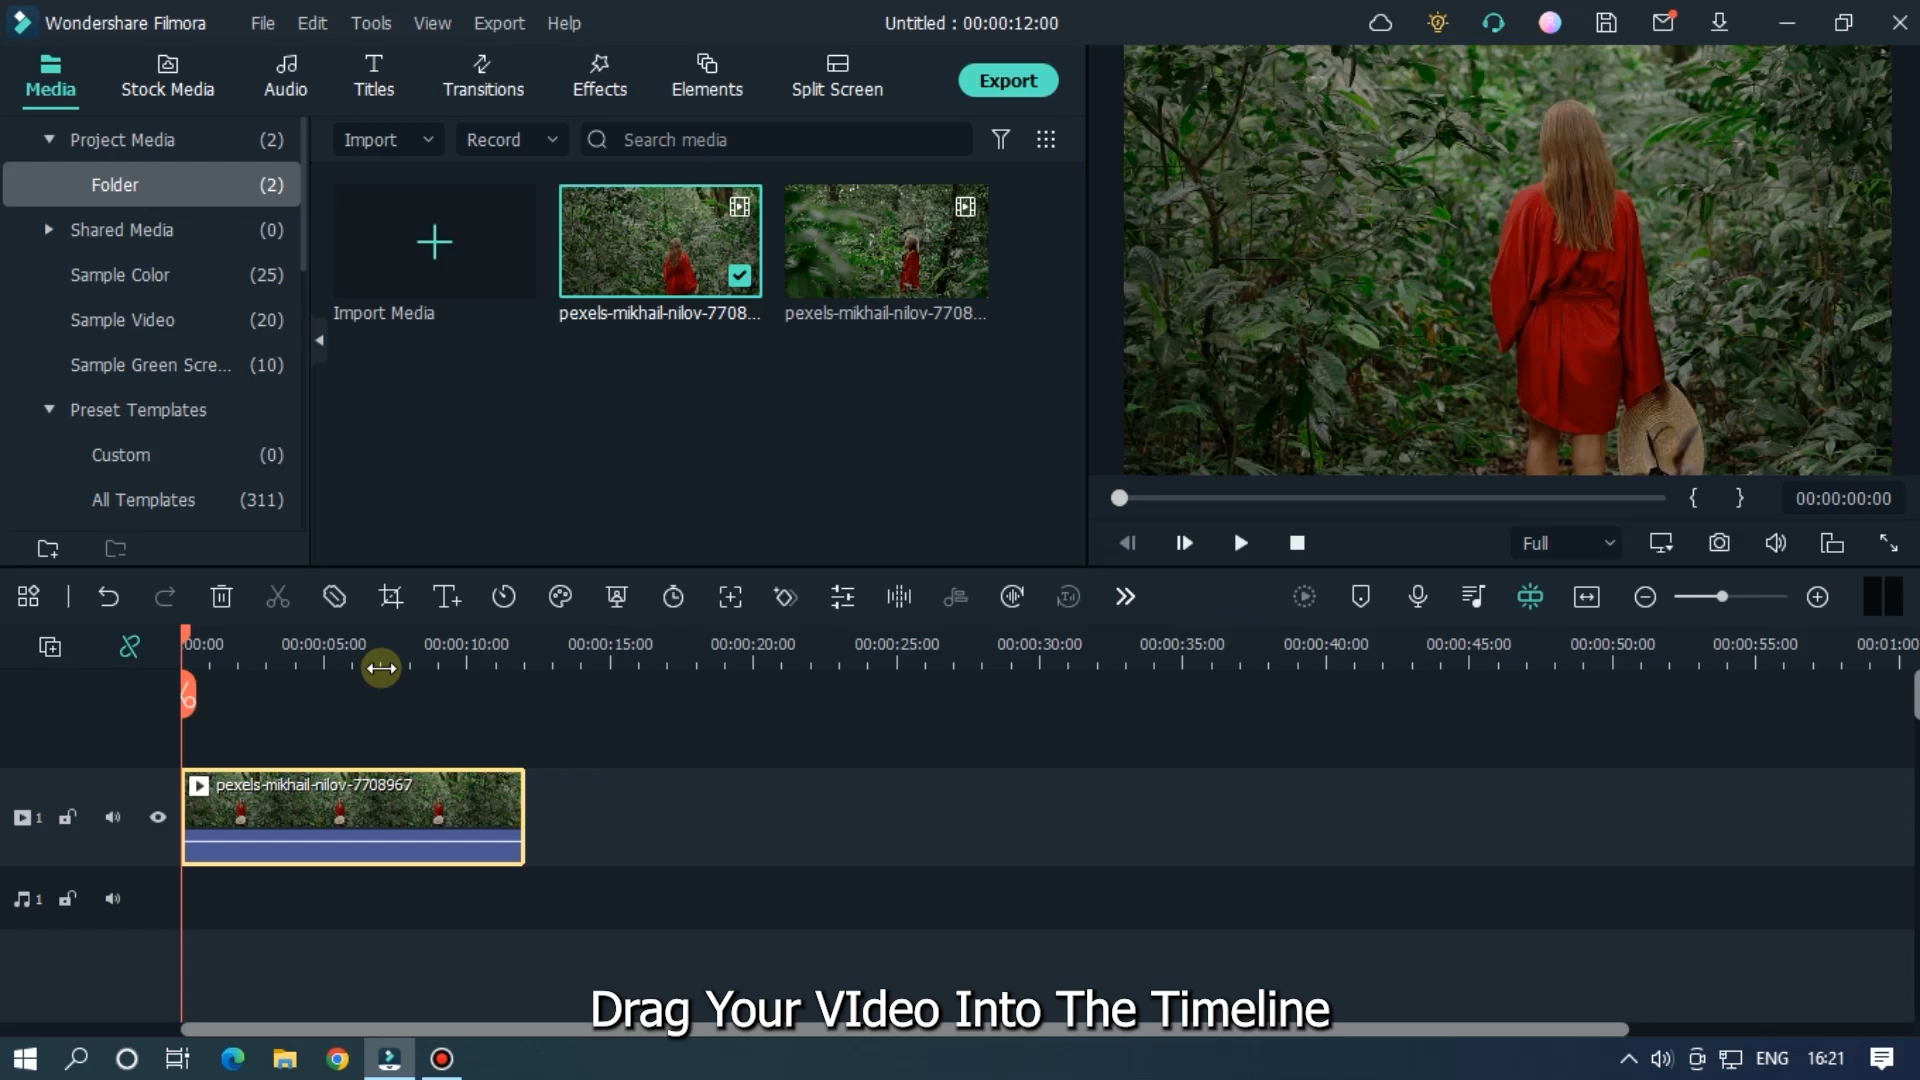 Wondershare Filmora
File Edit Tools View Export Help
Untitled : 00:00:12:00
Media
Stock Media
Audio
Titles
Transitions
Effects
Elements
Split Screen
Export
Project Media (2)
Folder (2)
Shared Media (0)
Sample Color (25)
Sample Video (20)
Sample Green Scre... (10)
Preset Templates
Custom (0)
All Templates (311)
Import
Record
Search media
Import Media
pexels-mikhail-nilov-7708...
pexels-mikhail-nilov-7708...
{ }
00:00:00:00
Full
00:00 00:00:05:00 00:00:10:00 00:00:15:00 00:00:20:00 00:00:25:00 00:00:30:00 00:00:35:00 00:00:40:00 00:00:45:00 00:00:50:00 00:00:55:00 00:01:00
pexels-mikhail-nilov-7708967
1
1
Drag Your VIdeo Into The Timeline
ENG 16:21